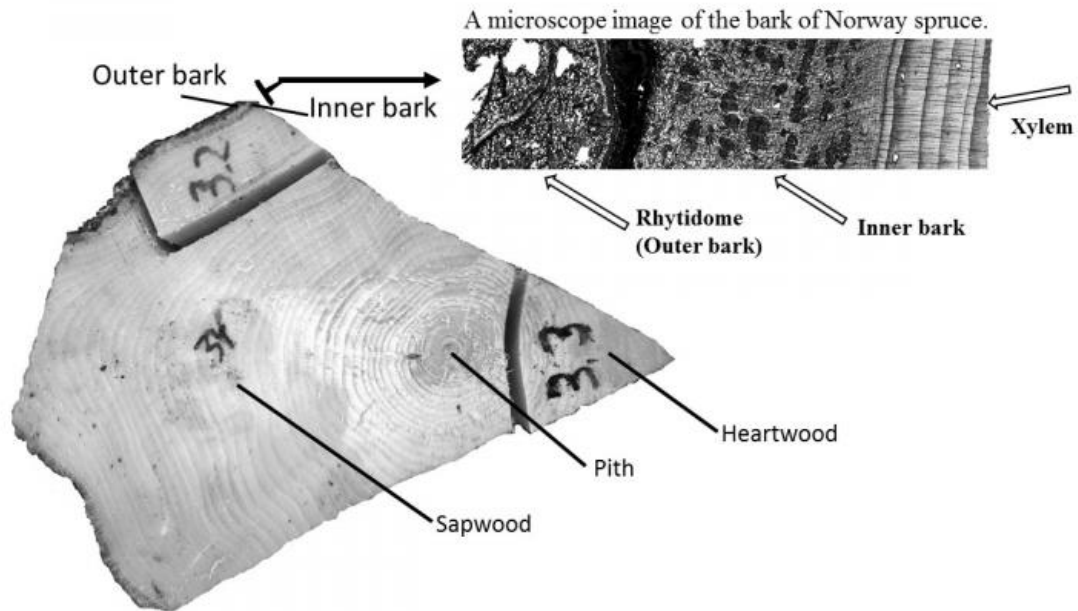 A microscope image of the bark of Norway spruce.
Outer bark
Inner bark
Xylem
Rhytidome
(Outer bark)
Inner bark
32
34
33
Heartwood
Pith
Sapwood